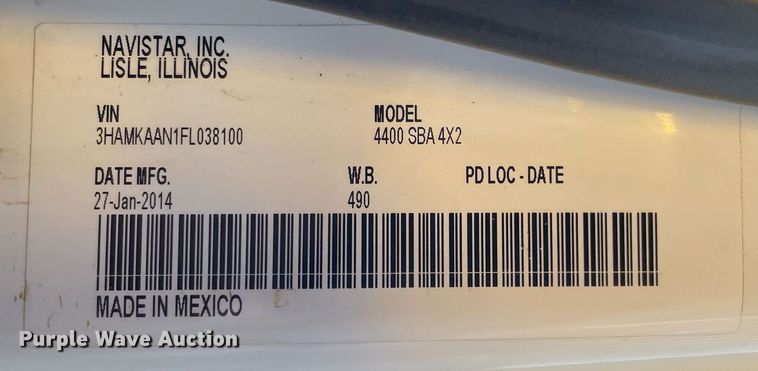 NAVISTAR, INC.
LISLE, ILLINOIS
VIN MODEL
3HAMKAAN1FL038100 4400 SBA 4X2
DATE MFG. W.B. PD LOC - DATE
27-Jan-2014 490
MADE IN MEXICO
Purple Wave Auction